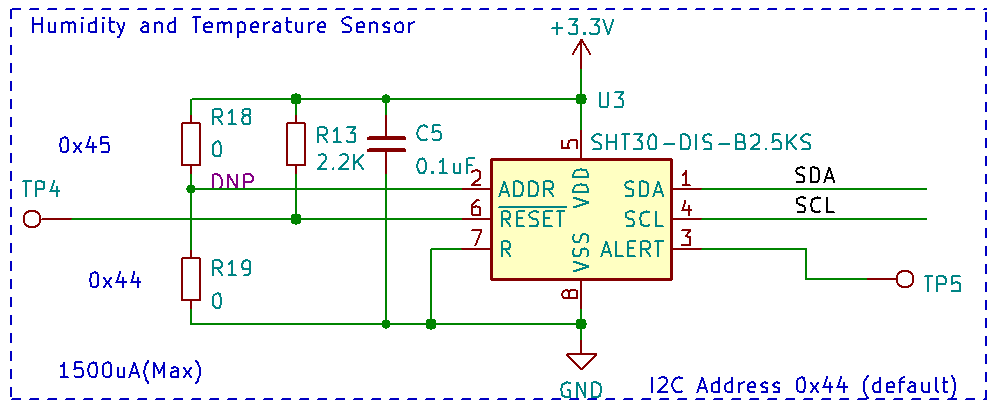 Humidity and Temperature Sensor
+3.3V
U3
R18
0
DNP
0x45
R13
2.2K
C5
0.1uF
SHT30-DIS-B2.5KS
5
VDD
TP4
2
ADDR
SDA
1
SDA
6
RESET
SCL
4
SCL
7
R
VSS
ALERT
3
TP5
8
0x44
R19
0
GND
1500uA(Max)
I2C Address 0x44 (default)